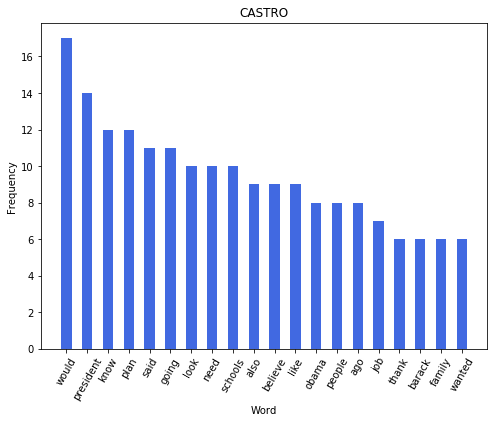 CASTRO
Frequency
16
14
12
10
8
6
4
2
0
would
president
know
plan
said
going
look
need
schools
also
believe
like
obama
people
ago
job
thank
barack
family
wanted
Word